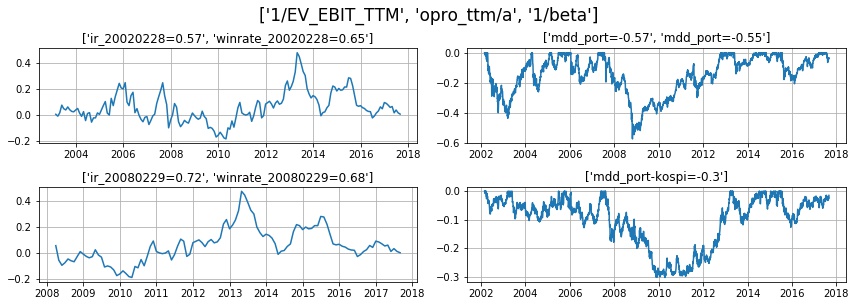 ['1/EV_EBIT_TTM', 'opro_ttm/a', '1/beta']
['ir_20020228=0.57', 'winrate_20020228=0.65']
0.4
0.2
0.0
−0.2
2004 2006 2008 2010 2012 2014 2016 2018
['mdd_port=-0.57', 'mdd_port=-0.55']
0.0
−0.2
−0.4
−0.6
2002 2004 2006 2008 2010 2012 2014 2016 2018
['ir_20080229=0.72', 'winrate_20080229=0.68']
0.4
0.2
0.0
−0.2
2008 2009 2010 2011 2012 2013 2014 2015 2016 2017 2018
['mdd_port-kospi=-0.3']
0.0
−0.1
−0.2
−0.3
2002 2004 2006 2008 2010 2012 2014 2016 2018